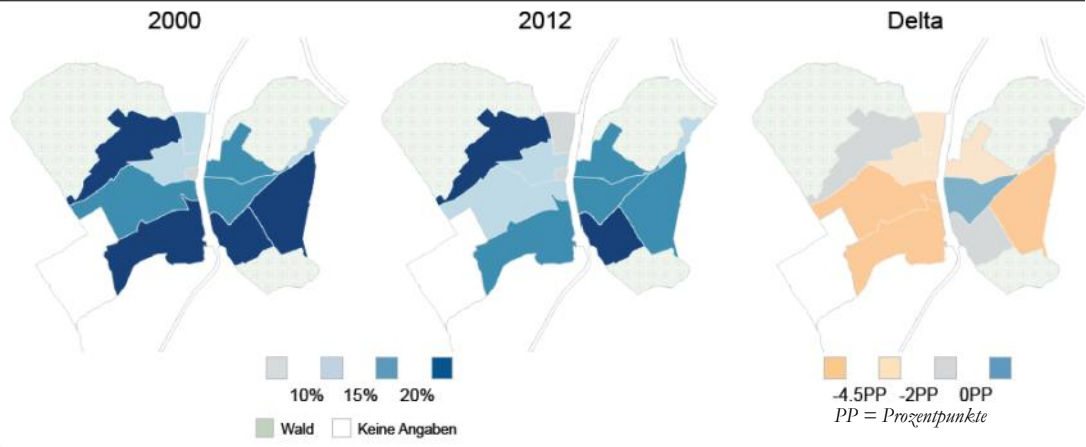 2000 2012 Delta
10% 15% 20%
Wald Keine Angaben
-4.5PP -2PP 0PP
PP = Prozentpunkte